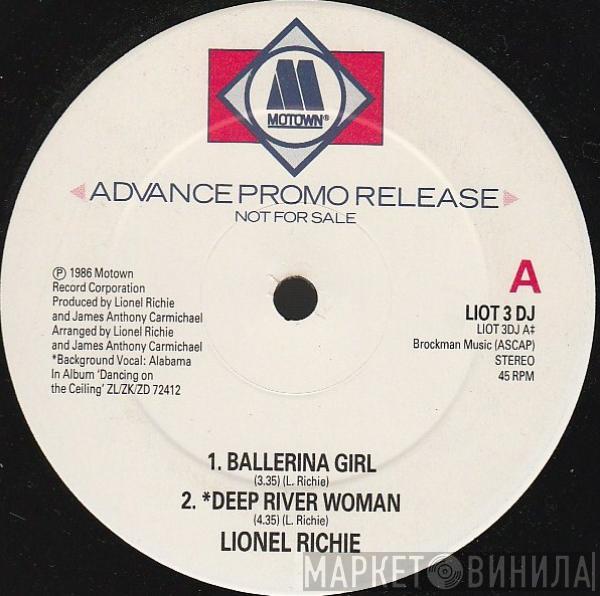 MOTOWN®
ADVANCE PROMO RELEASE
NOT FOR SALE
℗ 1986 Motown
Record Corporation
Produced by Lionel Richie
and James Anthony Carmichael
Arranged by Lionel Richie
and James Anthony Carmichael
*Background Vocal: Alabama
In Album 'Dancing on
the Ceiling' ZL/ZK/ZD 72412
A
LIOT 3 DJ
LIOT 3DJ A‡
Brockman Music (ASCAP)
STEREO
45 RPM
1. BALLERINA GIRL
(3.35) (L. Richie)
2. *DEEP RIVER WOMAN
(4.35) (L. Richie)
LIONEL RICHIE
МАРКЕТ ВИНИЛА